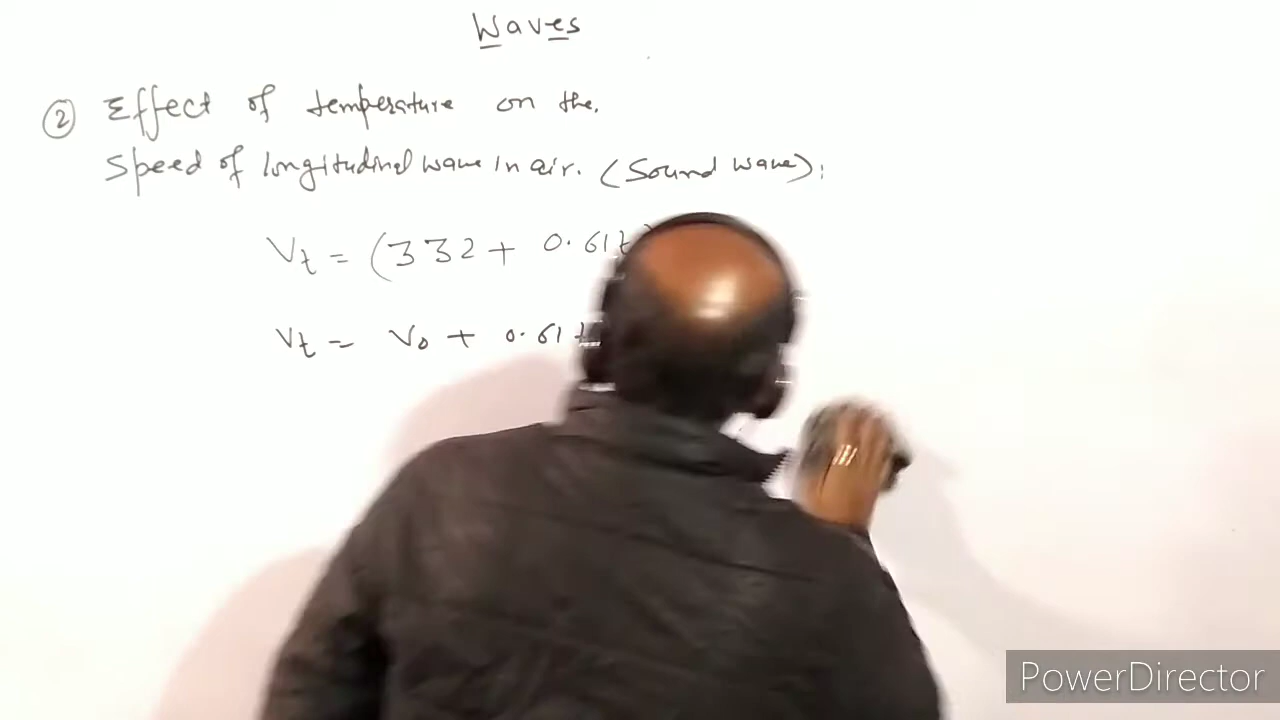 Waves
② Effect of temperature on the.
Speed of longitudinal wave in air. (Sound wave):
Vt = (332 + 0.61t
Vt = V0 + 0.61t
PowerDirector